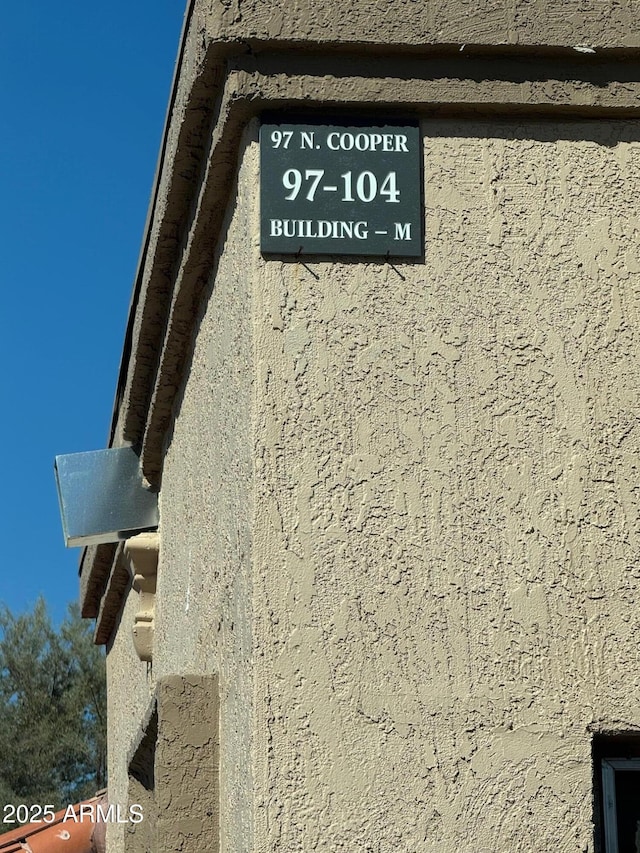 97 N. COOPER
97-104
BUILDING – M
2025 ARMLS